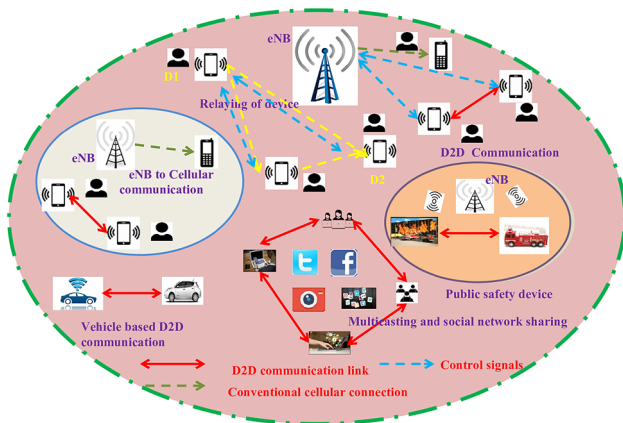 eNB
D1
Relaying of device
eNB
eNB to Cellular
communication
D2
D2D Communication
eNB
Public safety device
Vehicle based D2D
communication
Multicasting and social network sharing
D2D communication link
Control signals
Conventional cellular connection